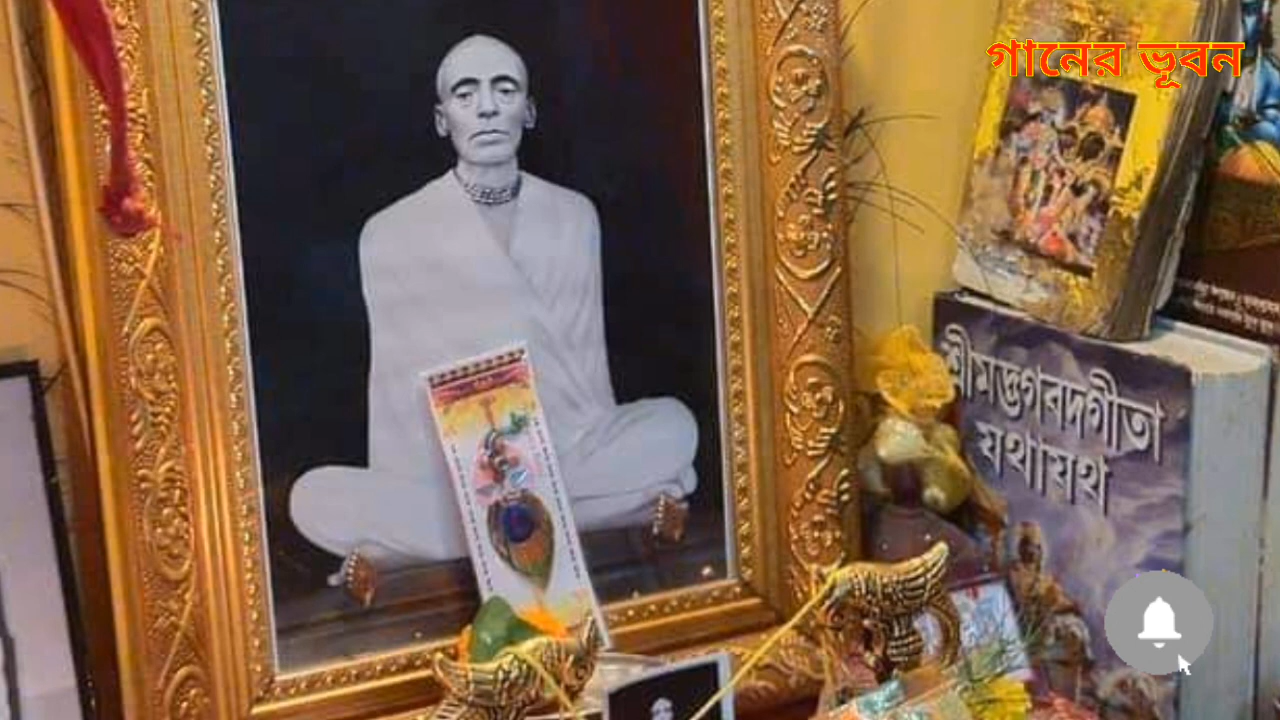 গানের ভূবন
শ্রীমদ্ভগবদগীতা
যথাযথ